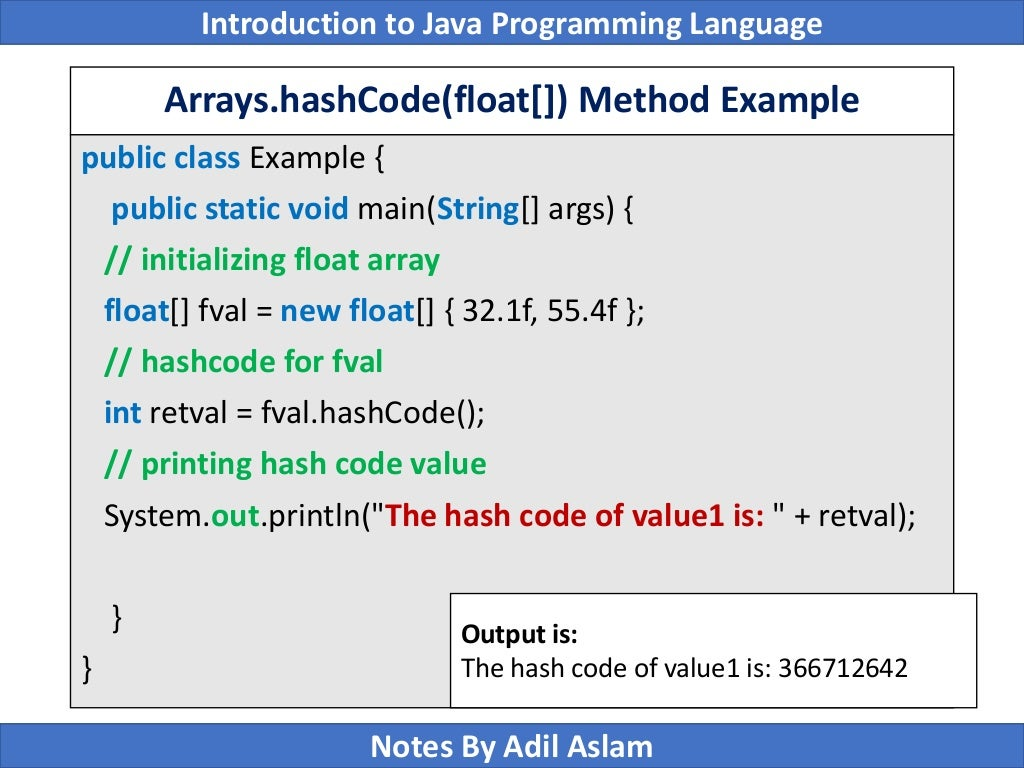 Introduction to Java Programming Language
Arrays.hashCode(float[]) Method Example
public class Example {
public static void main(String[] args) {
// initializing float array
float[] fval = new float[] { 32.1f, 55.4f };
// hashcode for fval
int retval = fval.hashCode();
// printing hash code value
System.out.println("The hash code of value1 is: " + retval);
}
}
Output is:
The hash code of value1 is: 366712642
Notes By Adil Aslam